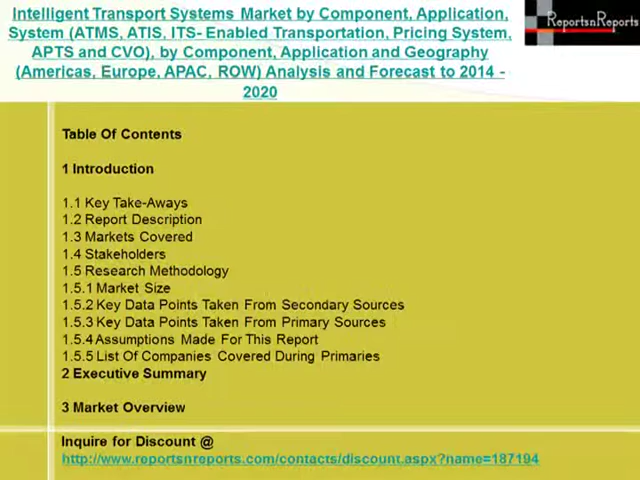 Intelligent Transport Systems Market by Component, Application,
System (ATMS, ATIS, ITS- Enabled Transportation, Pricing System,
APTS and CVO), by Component, Application and Geography
(Americas, Europe, APAC, ROW) Analysis and Forecast to 2014 -
2020
ReportsnReports
Table Of Contents
1 Introduction
1.1 Key Take-Aways
1.2 Report Description
1.3 Markets Covered
1.4 Stakeholders
1.5 Research Methodology
1.5.1 Market Size
1.5.2 Key Data Points Taken From Secondary Sources
1.5.3 Key Data Points Taken From Primary Sources
1.5.4 Assumptions Made For This Report
1.5.5 List Of Companies Covered During Primaries
2 Executive Summary
3 Market Overview
Inquire for Discount @
http://www.reportsnreports.com/contacts/discount.aspx?name=187194